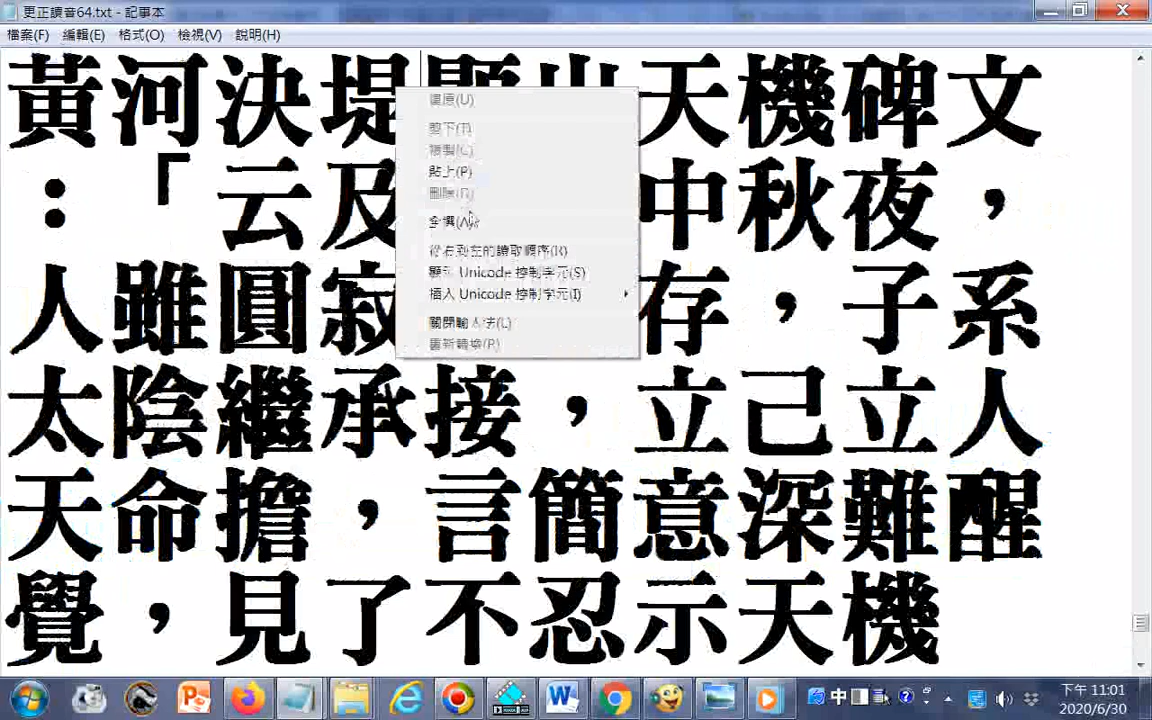 更正讀音64.txt - 記事本
檔案(F) 編輯(E) 格式(O) 檢視(V) 說明(H)
黃河決堤顯出天機碑文
：「云及中秋夜，
人雖圓寂存，子系
太陰繼承接，立己立人
天命擔，言簡意深難醒
覺，見了不忍示天機
復原(U)
剪下(T)
複製(C)
貼上(P)
刪除(D)
全選(A)
從右到左的讀取順序(R)
顯示 Unicode 控制字元(S)
插入 Unicode 控制字元(I)
關閉輸入法(L)
重新轉換(R)
中
下午 11:01
2020/6/30